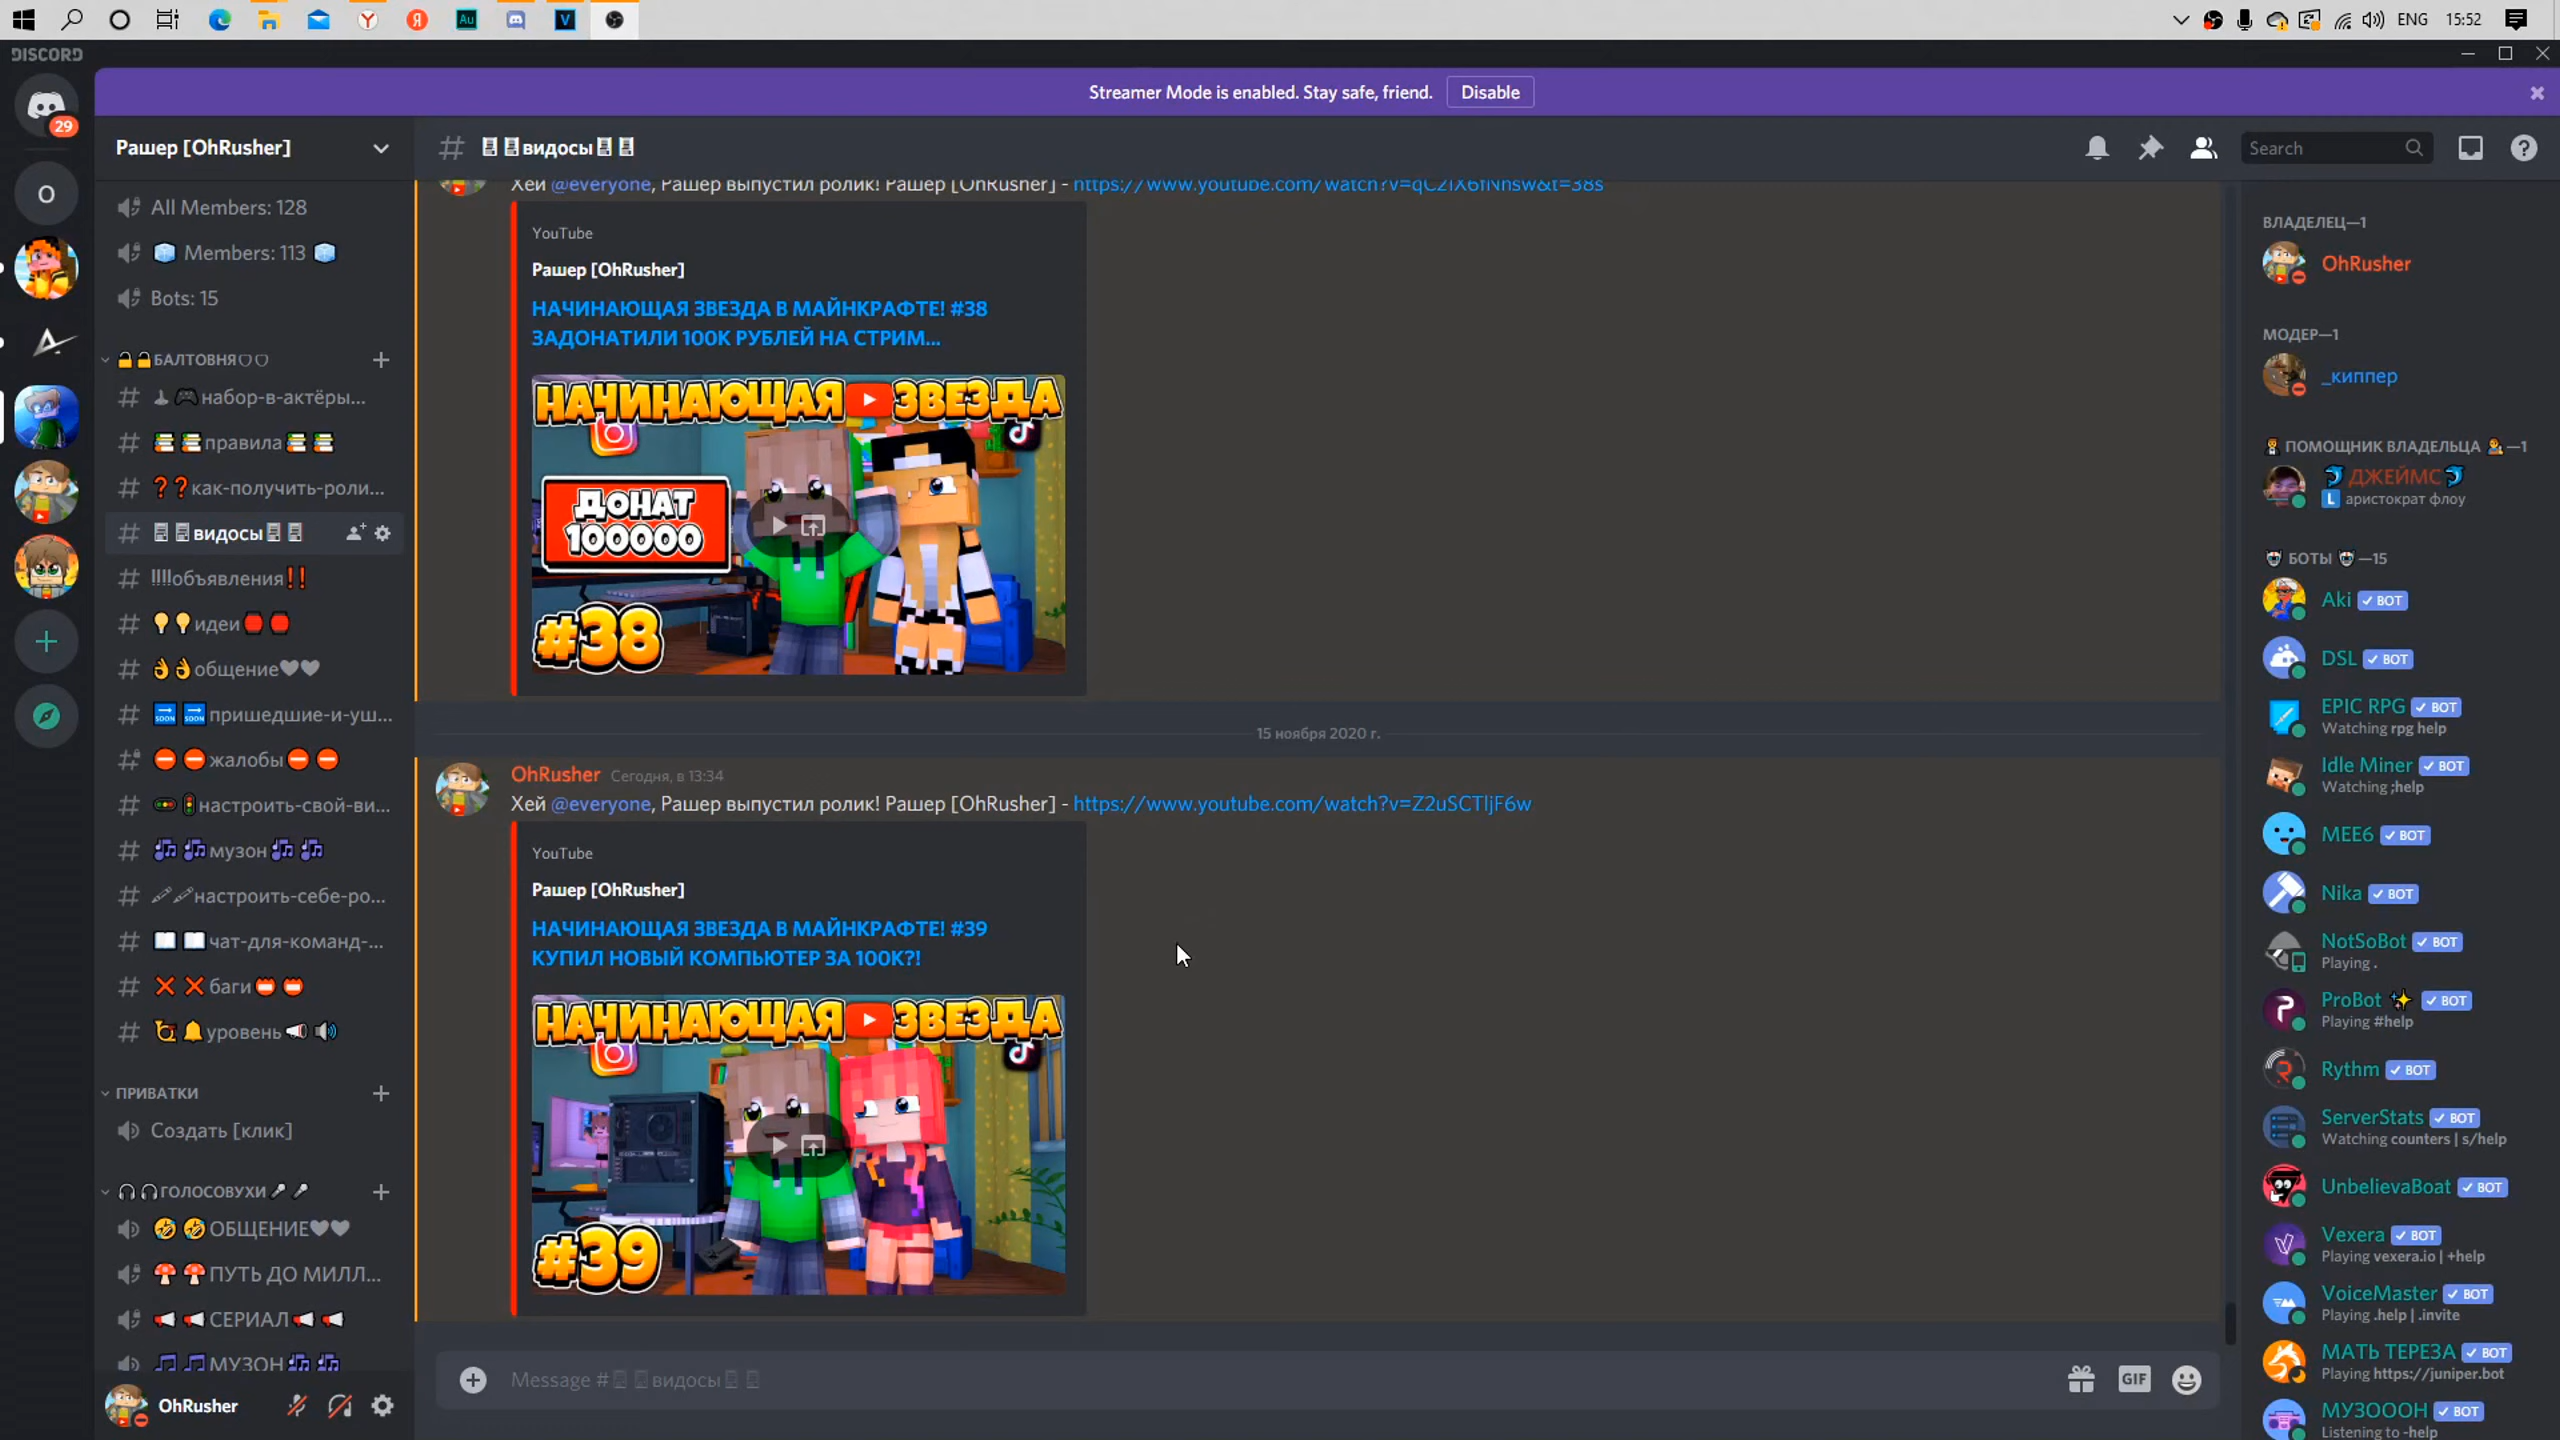 ENG
15:52
DISCORD
Streamer Mode is enabled. Stay safe, friend.
Disable
29
O
Рашер [OhRusher]
All Members: 128
Members: 113
Bots: 15
БАЛТОВНЯ
набор-в-актёры...
правила
как-получить-роли...
видосы
!!!!объявления
идеи
общение
SOON SOON пришедшие-и-уш...
жалобы
настроить-свой-ви...
музон
настроить-себе-ро...
чат-для-команд-...
баги
уровень
ПРИВАТКИ
Создать [клик]
ГОЛОСОВУХИ
ОБЩЕНИЕ
ПУТЬ ДО МИЛЛ...
СЕРИАЛ
МУЗОН
OhRusher
видосы
Search
Хей @everyone, Рашер выпустил ролик! Рашер [OhRusher] -
YouTube
Рашер [OhRusher]
НАЧИНАЮЩАЯ ЗВЕЗДА В МАЙНКРАФТЕ! #38
ЗАДОНАТИЛИ 100К РУБЛЕЙ НА СТРИМ...
НАЧИНАЮЩАЯ ЗВЕЗДА
ДОНАТ
100000
#38
15 ноября 2020 г.
OhRusher Сегодня, в 13:34
Хей @everyone, Рашер выпустил ролик! Рашер [OhRusher] - https://www.youtube.com/watch?v=Z2uSCTljF6w
YouTube
Рашер [OhRusher]
НАЧИНАЮЩАЯ ЗВЕЗДА В МАЙНКРАФТЕ! #39
КУПИЛ НОВЫЙ КОМПЬЮТЕР ЗА 100К?!
НАЧИНАЮЩАЯ ЗВЕЗДА
#39
Message # видосы
GIF
ВЛАДЕЛЕЦ—1
OhRusher
МОДЕР—1
_киппер
ПОМОЩНИК ВЛАДЕЛЬЦА —1
ДЖЕЙМС
L аристократ флоу
БОТЫ —15
Aki ✓ BOT
DSL ✓ BOT
EPIC RPG ✓ BOT
Watching rpg help
Idle Miner ✓ BOT
Watching ;help
MEE6 ✓ BOT
Nika ✓ BOT
NotSoBot ✓ BOT
Playing .
ProBot ✨ ✓ BOT
Playing #help
Rythm ✓ BOT
ServerStats ✓ BOT
Watching counters | s/help
UnbelievaBoat ✓ BOT
Vexera ✓ BOT
Playing vexera.io | +help
VoiceMaster ✓ BOT
Playing .help | .invite
МАТЬ ТЕРЕЗА ✓ BOT
Playing https://juniper.bot
МУЗОООН ✓ BOT
Listening to -help